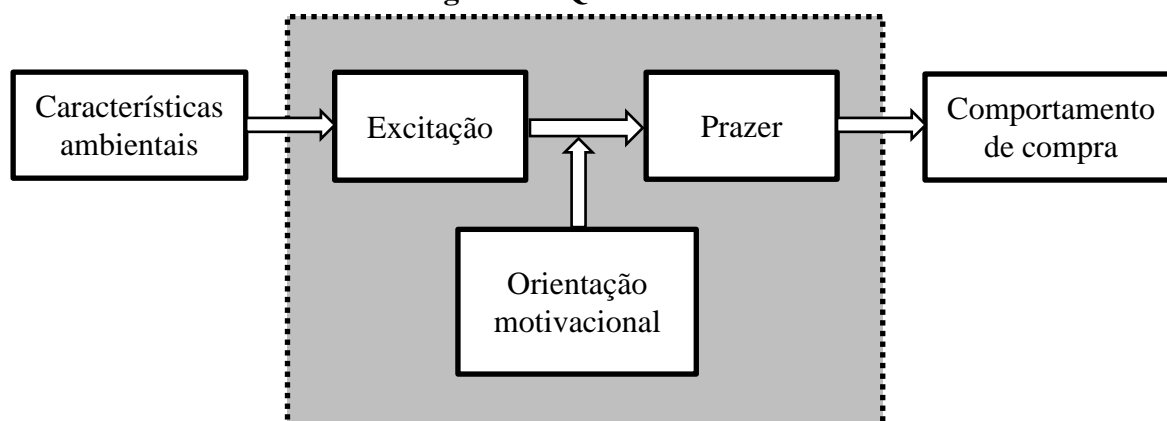 Características
ambientais
Excitação
Prazer
Comportamento
de compra
Orientação
motivacional